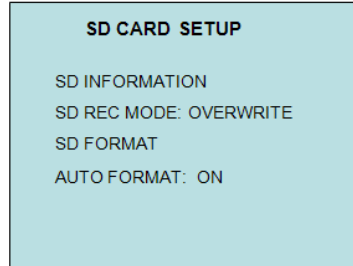 SD CARD SETUP
SD INFORMATION
SD REC MODE: OVERWRITE
SD FORMAT
AUTO FORMAT: ON